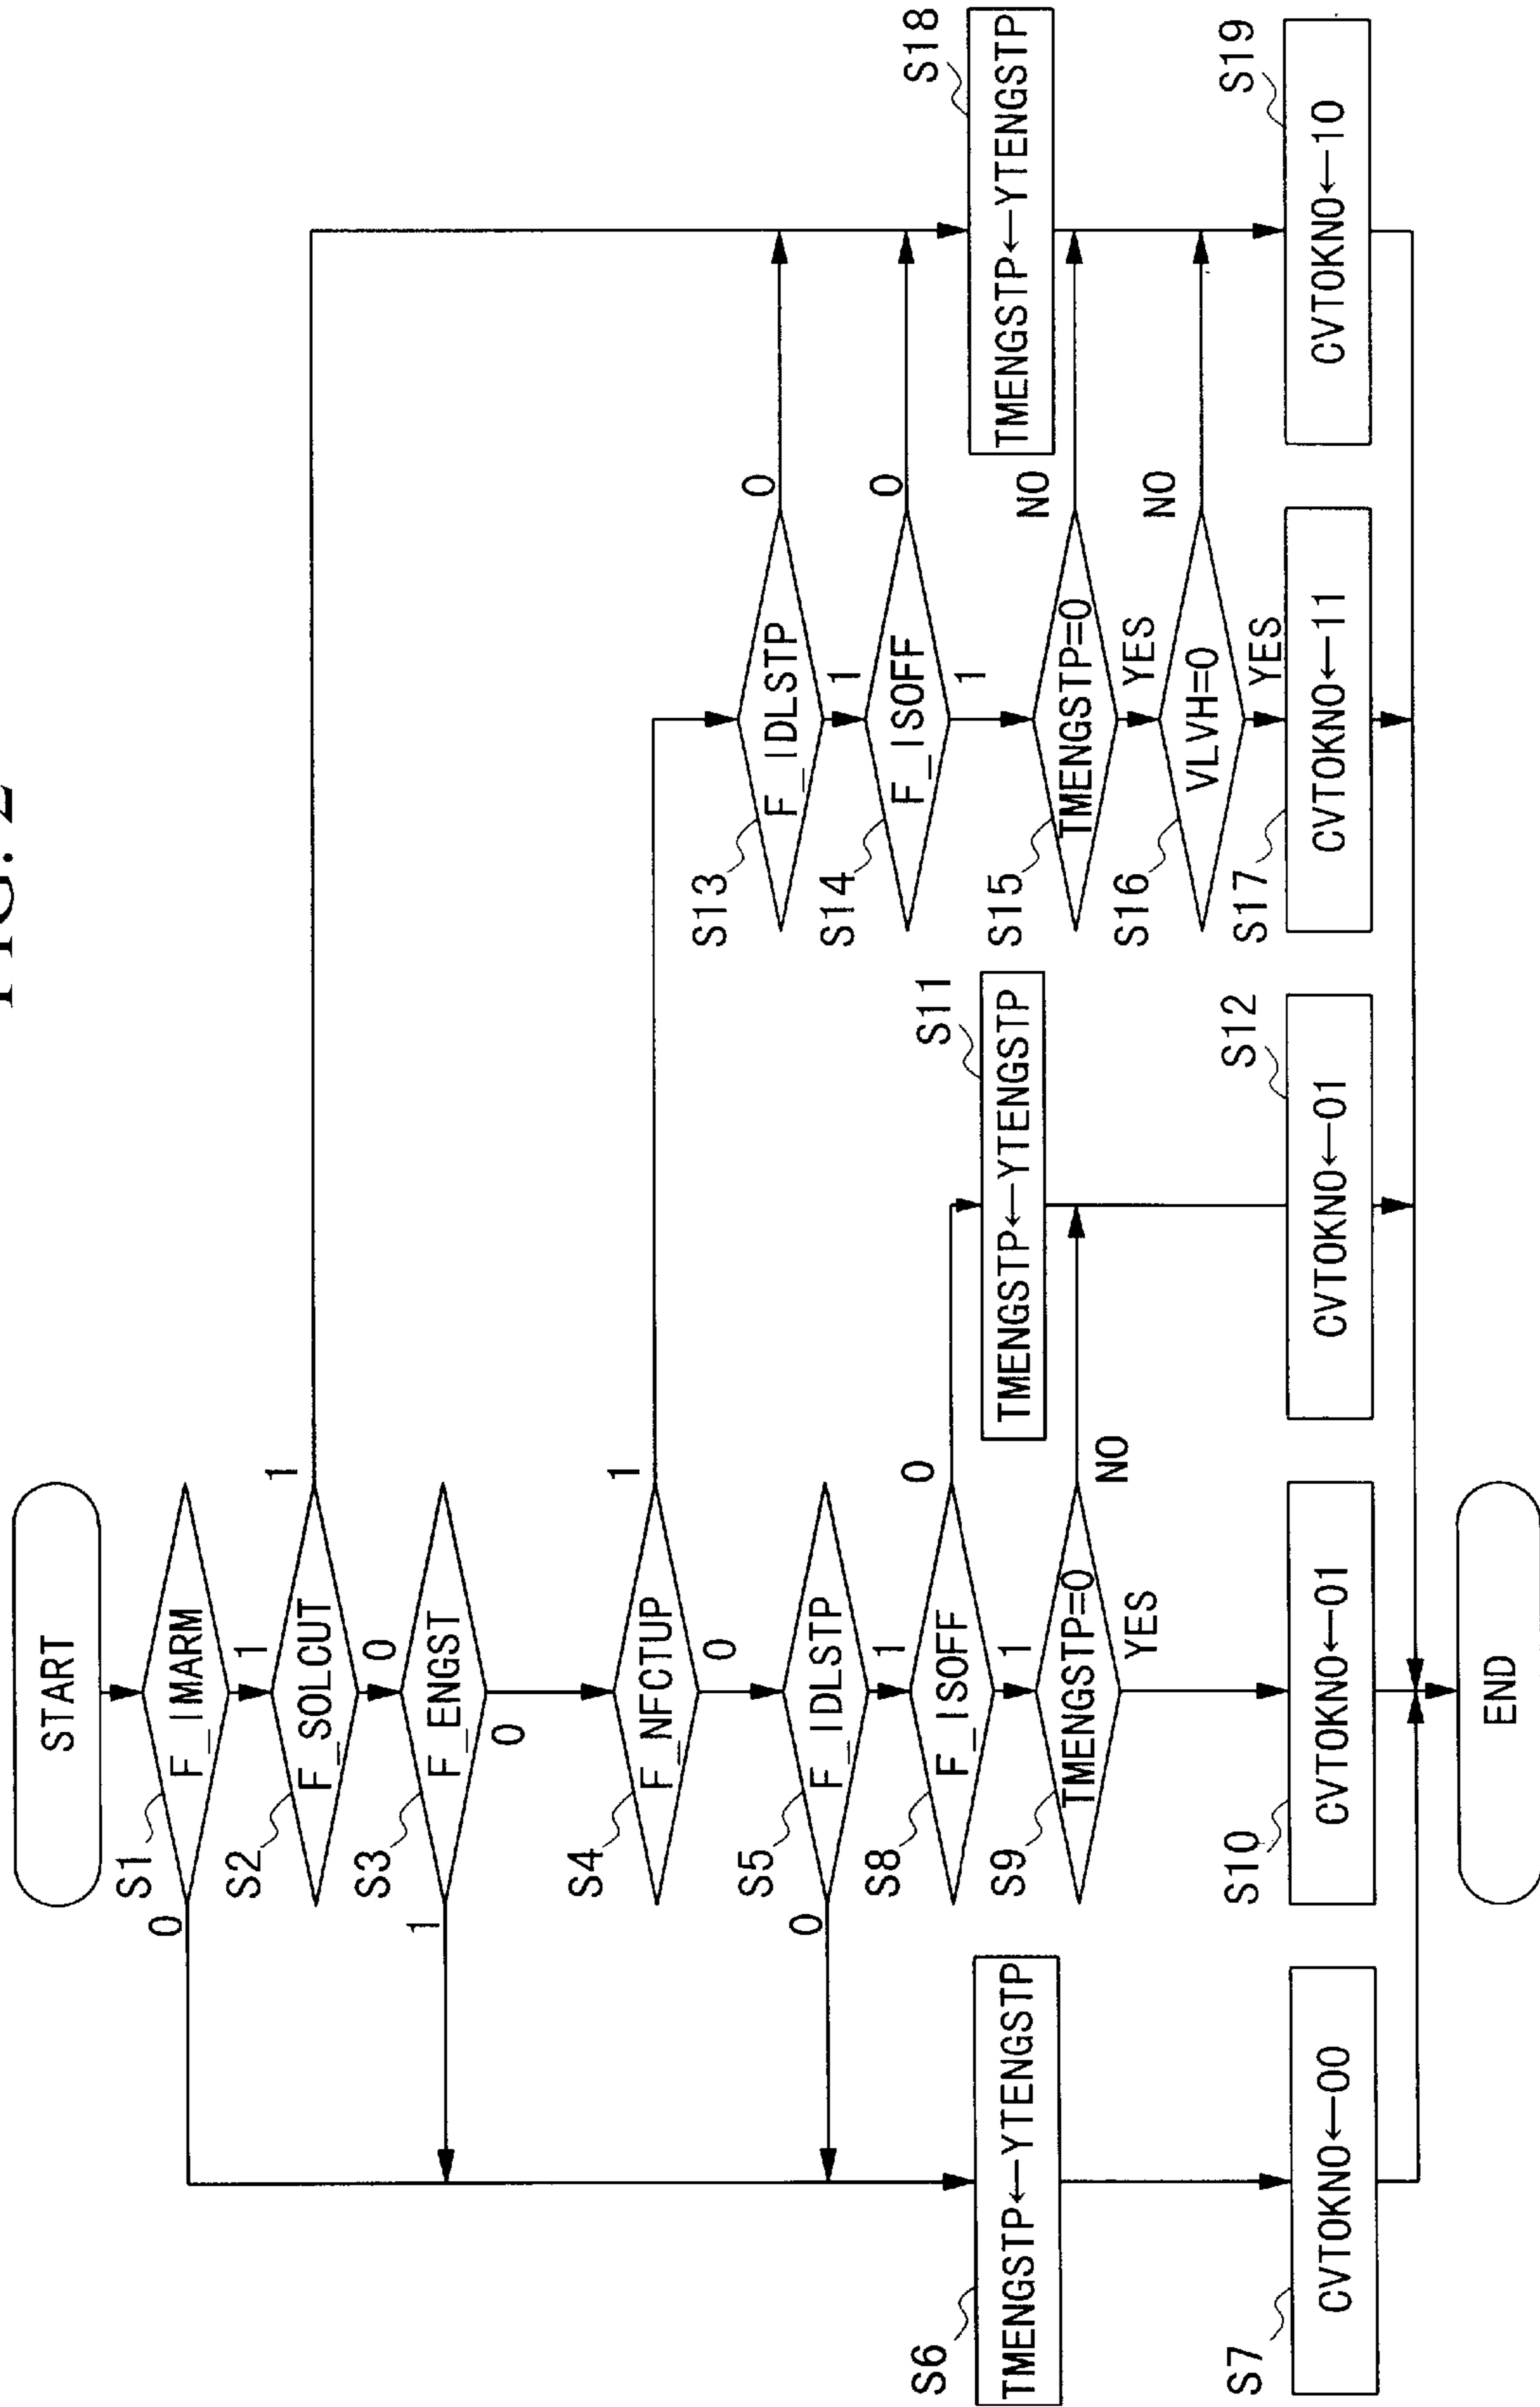 FIG. 2
START
S1
F_IMARM
0
1
S2
F_SOLCUT
1
0
S3
F_ENGST
1
0
S4
F_NFCTUP
1
0
S5
F_IDLSTP
0
1
S8
F_ISOFF
0
1
S9
TMENGSTP=0
NO
YES
S6
TMENGSTP←YTENGSTP
S7
CVTOKNO←00
S10
CVTOKNO←01
S11
TMENGSTP←YTENGSTP
S12
CVTOKNO←01
S13
F_IDLSTP
0
1
S14
F_ISOFF
0
1
S15
TMENGSTP=0
NO
YES
S16
VLVH=0
NO
YES
S17
CVTOKNO←11
S18
TMENGSTP←YTENGSTP
S19
CVTOKNO←10
END